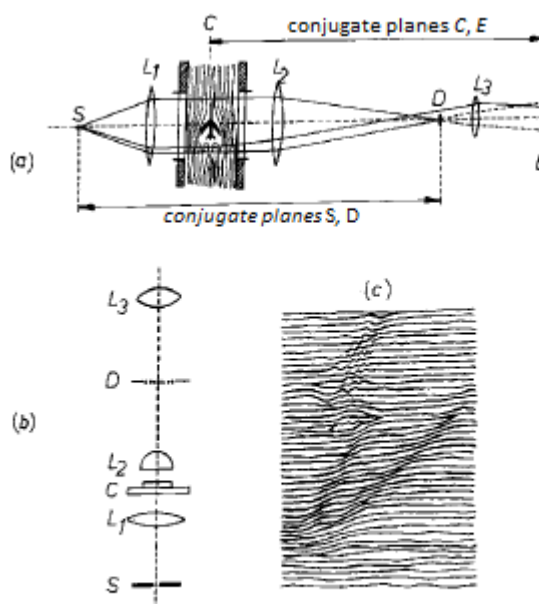 C
conjugate planes C, E
L1
L2
S
D
L3
(a)
conjugate planes S, D
L3
(c)
D
(b)
L2
C
L1
S